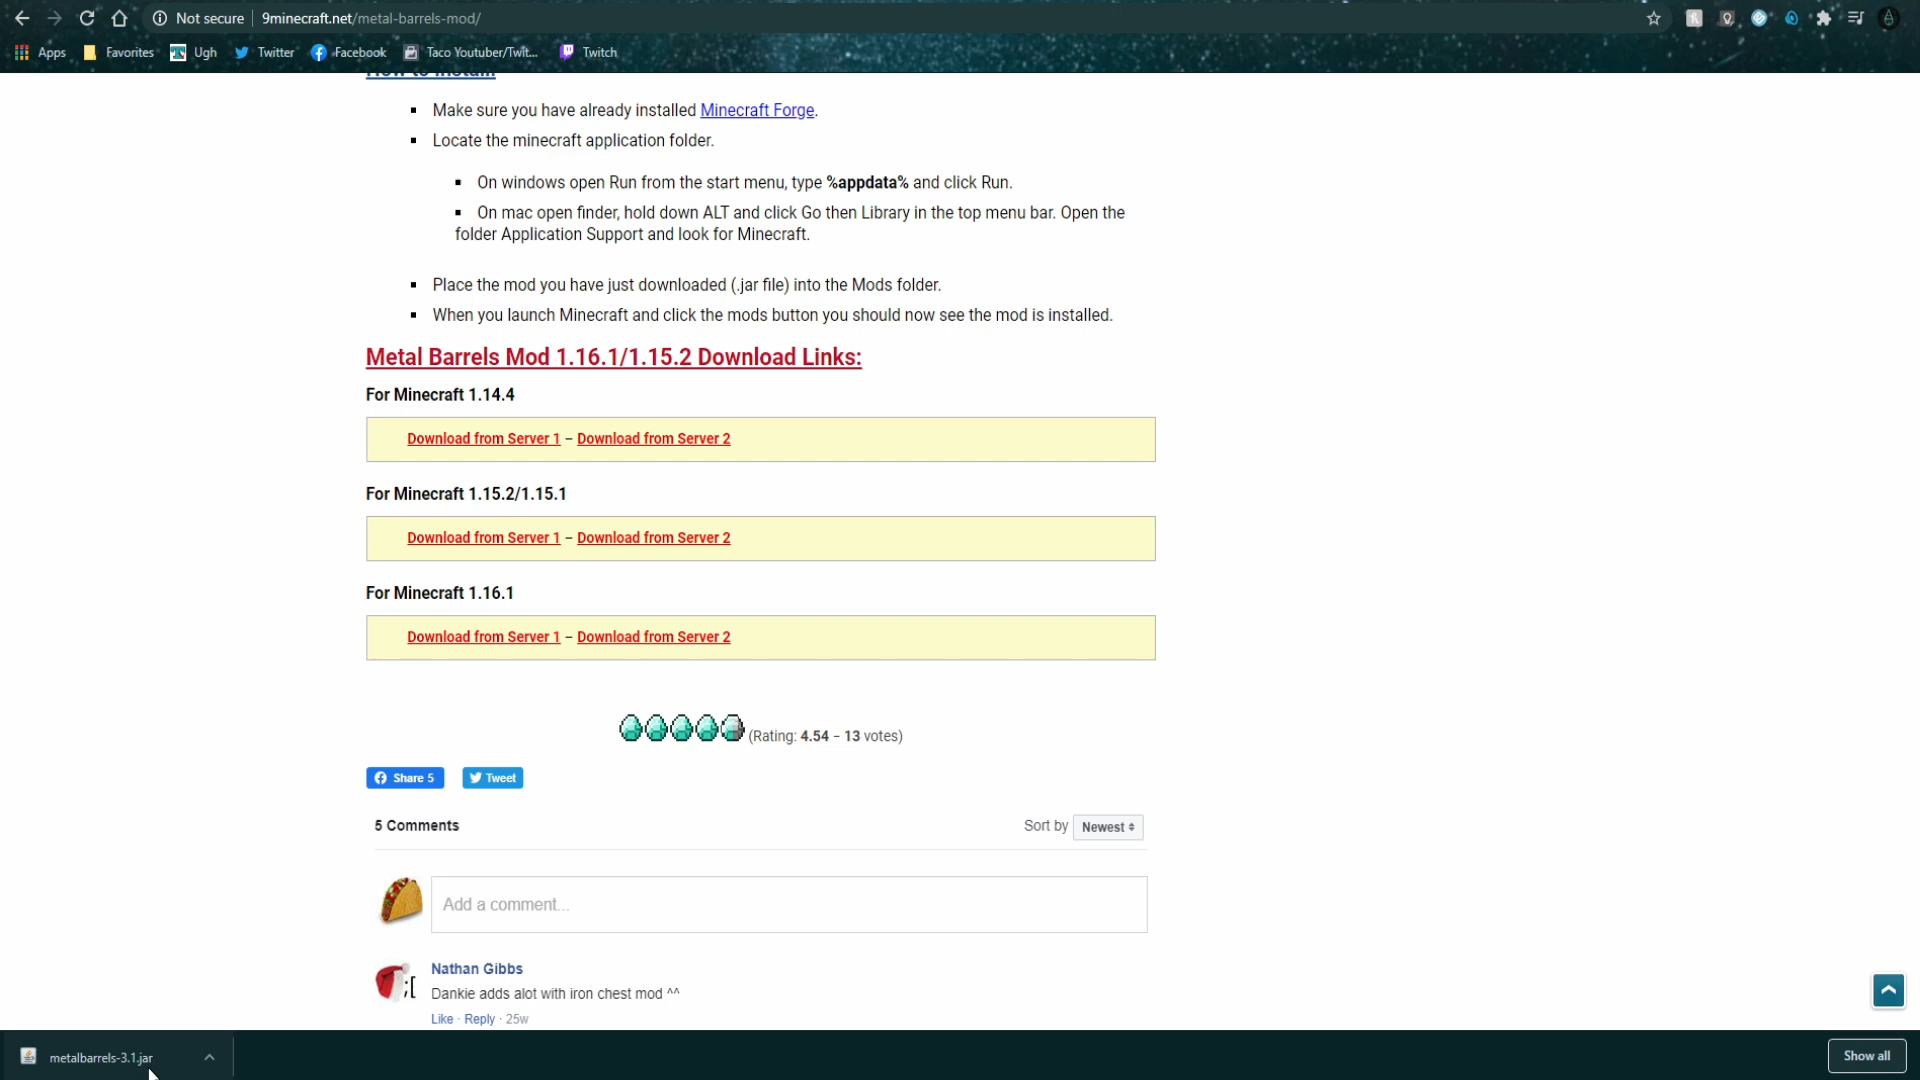 Not secure
9minecraft.net/metal-barrels-mod/
Apps
Favorites
Ugh
Twitter
Facebook
Taco Youtuber/Twit...
Twitch
How to install:
Make sure you have already installed Minecraft Forge.
Locate the minecraft application folder.
On windows open Run from the start menu, type %appdata% and click Run.
On mac open finder, hold down ALT and click Go then Library in the top menu bar. Open the
folder Application Support and look for Minecraft.
Place the mod you have just downloaded (.jar file) into the Mods folder.
When you launch Minecraft and click the mods button you should now see the mod is installed.
Metal Barrels Mod 1.16.1/1.15.2 Download Links:
For Minecraft 1.14.4
Download from Server 1 – Download from Server 2
For Minecraft 1.15.2/1.15.1
Download from Server 1 – Download from Server 2
For Minecraft 1.16.1
Download from Server 1 – Download from Server 2
(Rating: 4.54 - 13 votes)
Share 5
Tweet
5 Comments
Sort by Newest
Add a comment...
;[
Nathan Gibbs
Dankie adds alot with iron chest mod ^^
Like · Reply · 25w
metalbarrels-3.1.jar
Show all